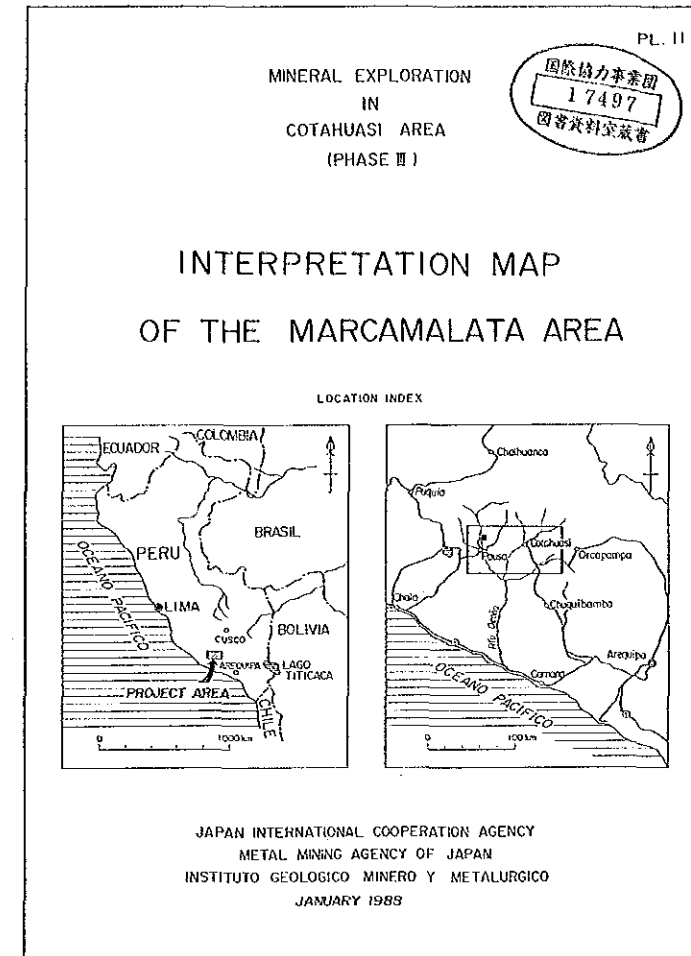 PL. II
国際協力事業団
17497
図書資料室蔵書
MINERAL EXPLORATION
IN
COTAHUASI AREA
(PHASE III)
INTERPRETATION MAP
OF THE MARCAMALATA AREA
LOCATION INDEX
COLOMBIA
ECUADOR
BRASIL
PERU
OCEANO PACIFICO
LIMA
CUSCO
BOLIVIA
AREQUIPA
LAGO
TITICACA
PROJECT AREA
CHILE
0 1000km
Chalhuanca
Puquio
Cotahuasi
Pausa
Orcopampa
Chala
Chuquibamba
Río Ocoña
Arequipa
Camana
OCEANO PACIFICO
0 100km
JAPAN INTERNATIONAL COOPERATION AGENCY
METAL MINING AGENCY OF JAPAN
INSTITUTO GEOLOGICO MINERO Y METALURGICO
JANUARY 1988